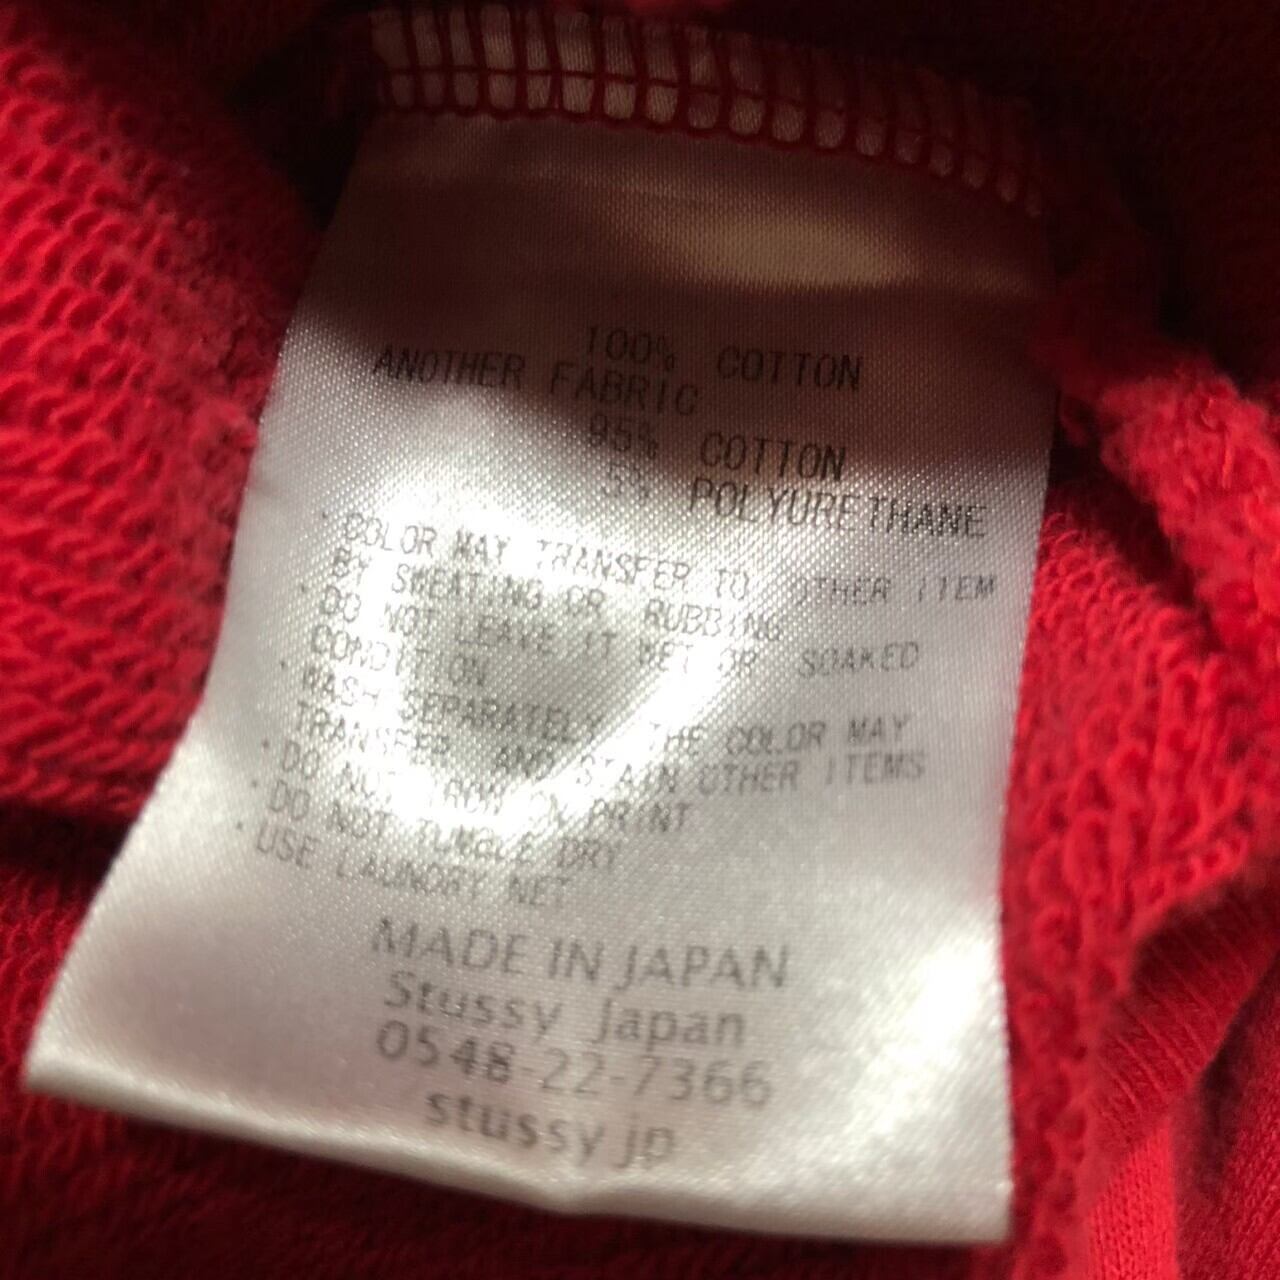 100% COTTON
ANOTHER FABRIC
95% COTTON
5% POLYURETHANE
· COLOR MAY TRANSFER TO OTHER ITEM
BY SWEATING OR RUBBING
· DO NOT LEAVE IT WET OR SOAKED
CONDITION
· WASH SEPARATELY THE COLOR MAY
TRANSFER AND STAIN OTHER ITEMS
· DO NOT IRON ON PRINT
· DO NOT TUMBLE DRY
· USE LAUNDRY NET
MADE IN JAPAN
Stussy Japan
0548-22-7366
stussy jp